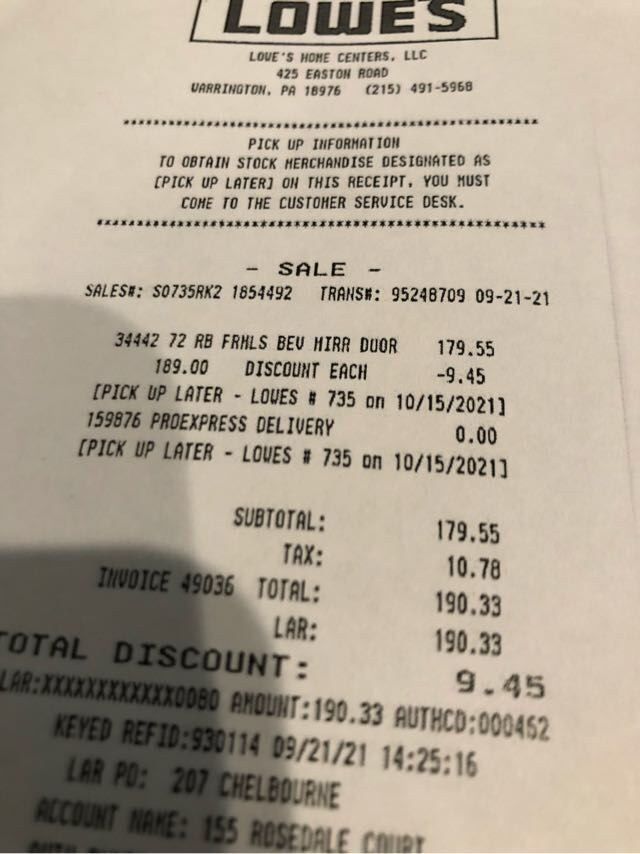 LOWE'S
LOWE'S HOME CENTERS, LLC
425 EASTON ROAD
WARRINGTON, PA 18976 (215) 491-5968
**************************************************
PICK UP INFORMATION
TO OBTAIN STOCK MERCHANDISE DESIGNATED AS
[PICK UP LATER] ON THIS RECEIPT, YOU MUST
COME TO THE CUSTOMER SERVICE DESK.
**************************************************
- SALE -
SALES#: S0735RK2 1854492 TRANS#: 95248709 09-21-21
34442 72 RB FRMLS BEV MIRR DOOR 179.55
189.00 DISCOUNT EACH -9.45
[PICK UP LATER - LOWES # 735 on 10/15/2021]
159876 PROEXPRESS DELIVERY 0.00
[PICK UP LATER - LOWES # 735 on 10/15/2021]
SUBTOTAL: 179.55
TAX: 10.78
INVOICE 49036 TOTAL: 190.33
LAR: 190.33
TOTAL DISCOUNT: 9.45
LAR:XXXXXXXXXXXX0080 AMOUNT:190.33 AUTHCD:000452
KEYED REFID:930114 09/21/21 14:25:16
LAR PO: 207 CHELBOURNE
ACCOUNT NAME: 155 ROSEDALE COURT